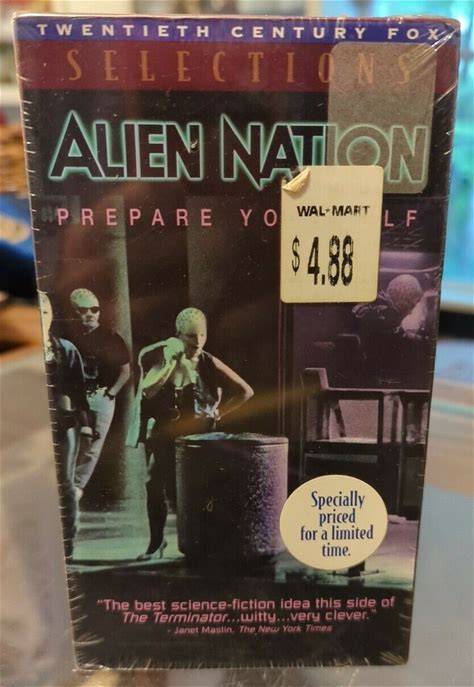 TWENTIETH CENTURY FOX
SELECTIONS
ALIEN NATION
PREPARE YO LF
WAL-MART
$4.88
Specially
priced
for a limited
time.
"The best science-fiction idea this side of
The Terminator...witty...very clever."
- Janet Maslin, The New York Times